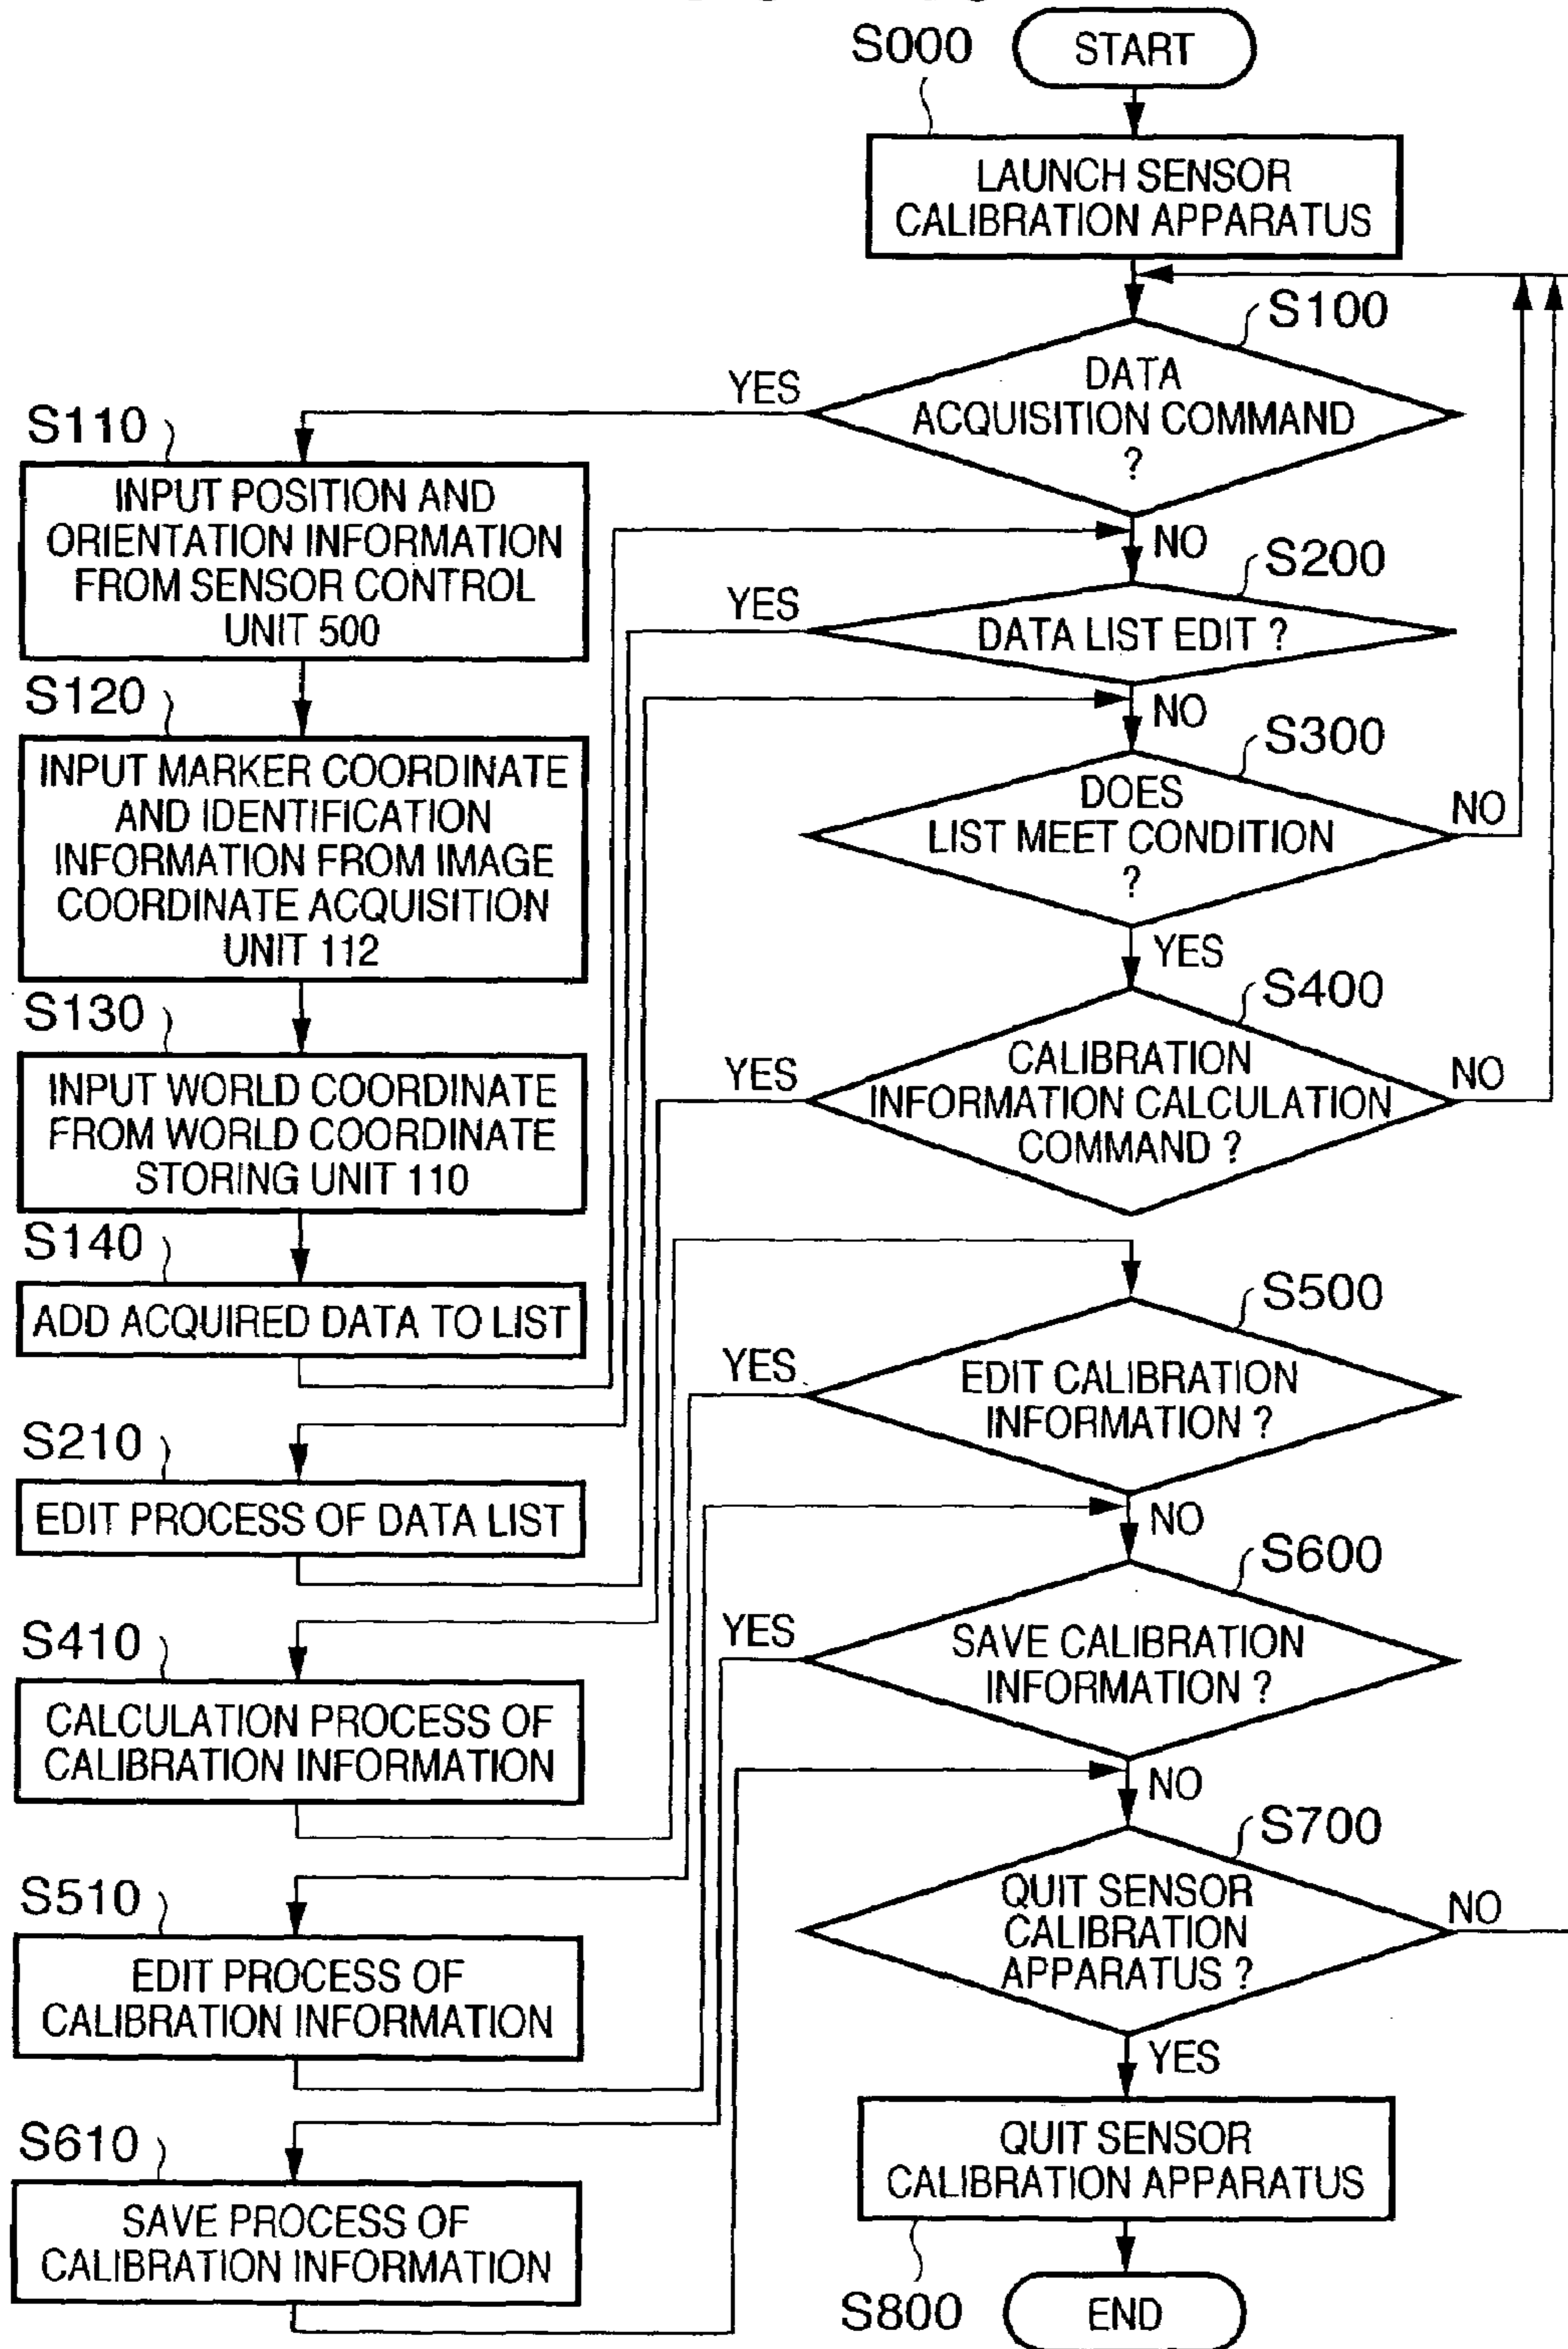 S000
START
LAUNCH SENSOR
CALIBRATION APPARATUS
S100
DATA
ACQUISITION COMMAND
?
YES
NO
S110
INPUT POSITION AND
ORIENTATION INFORMATION
FROM SENSOR CONTROL
UNIT 500
S120
INPUT MARKER COORDINATE
AND IDENTIFICATION
INFORMATION FROM IMAGE
COORDINATE ACQUISITION
UNIT 112
S130
INPUT WORLD COORDINATE
FROM WORLD COORDINATE
STORING UNIT 110
S140
ADD ACQUIRED DATA TO LIST
S200
YES
DATA LIST EDIT ?
NO
S210
EDIT PROCESS OF DATA LIST
S300
DOES
LIST MEET CONDITION
?
NO
YES
S400
YES
CALIBRATION
INFORMATION CALCULATION
COMMAND ?
NO
S410
CALCULATION PROCESS OF
CALIBRATION INFORMATION
S500
YES
EDIT CALIBRATION
INFORMATION ?
NO
S510
EDIT PROCESS OF
CALIBRATION INFORMATION
S600
YES
SAVE CALIBRATION
INFORMATION ?
NO
S610
SAVE PROCESS OF
CALIBRATION INFORMATION
S700
QUIT SENSOR
CALIBRATION
APPARATUS ?
NO
YES
QUIT SENSOR
CALIBRATION APPARATUS
S800
END